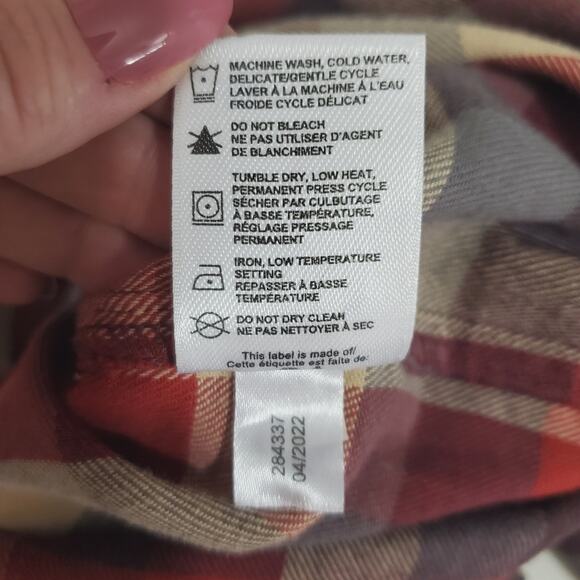 MACHINE WASH, COLD WATER,
DELICATE/GENTLE CYCLE
LAVER À LA MACHINE À L'EAU
FROIDE CYCLE DÉLICAT
DO NOT BLEACH
NE PAS UTILISER D'AGENT
DE BLANCHIMENT
TUMBLE DRY, LOW HEAT,
PERMANENT PRESS CYCLE
SÉCHER PAR CULBUTAGE
À BASSE TEMPÉRATURE,
RÉGLAGE PRESSAGE
PERMANENT
IRON, LOW TEMPERATURE
SETTING
REPASSER À BASSE
TEMPÉRATURE
DO NOT DRY CLEAN
NE PAS NETTOYER À SEC
This label is made of/
Cette étiquette est faite de:
284337
04/2022